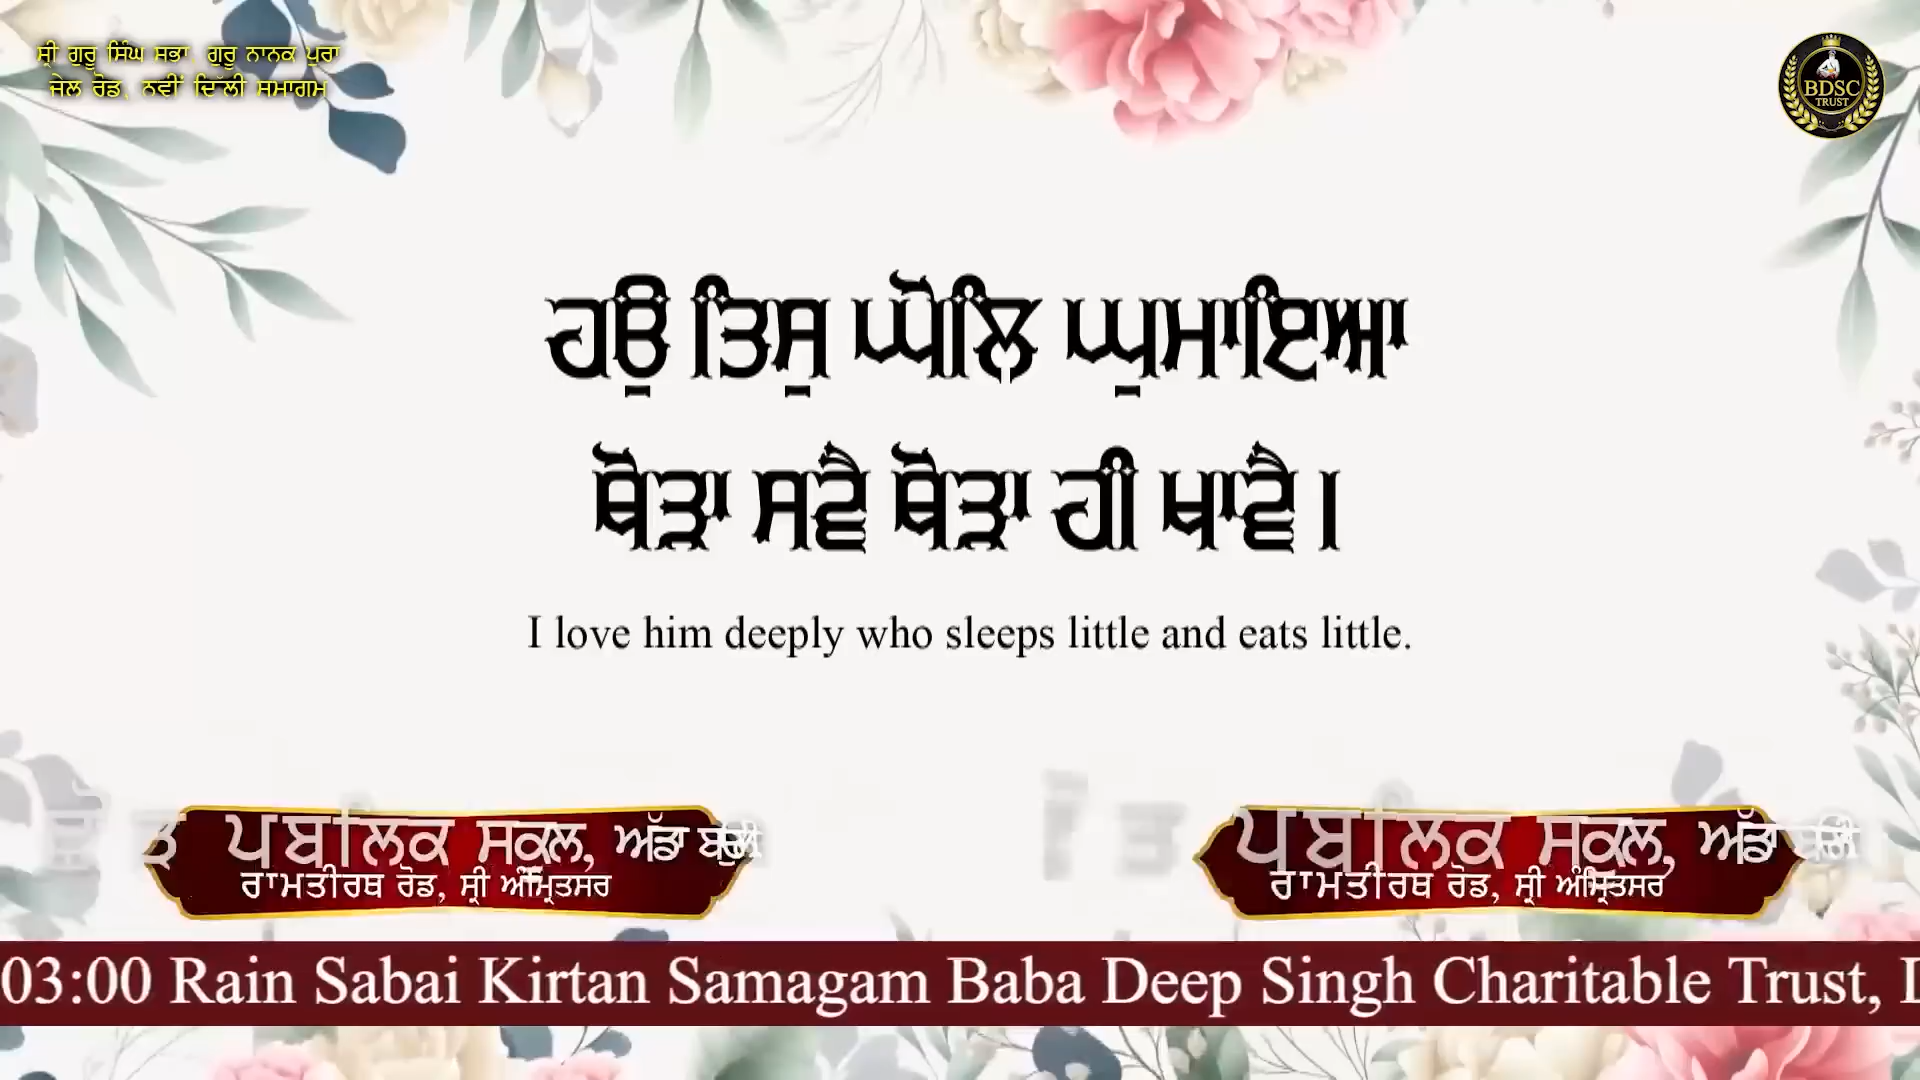 ਸ੍ਰੀ ਗੁਰੂ ਸਿੰਘ ਸਭਾ, ਗੁਰੂ ਨਾਨਕ ਪੁਰਾ
ਜੇਲ ਰੋਡ, ਨਵੀਂ ਦਿੱਲੀ ਸਮਾਗਮ
BDSC
TRUST
ਹਉਂ ਤਿਸੁ ਘੋਲਿ ਘੁਮਾਇਆ
ਥੋੜਾ ਸਵੈ ਥੋੜਾ ਹੀ ਖਾਵੈ।
I love him deeply who sleeps little and eats little.
ਪਬਲਿਕ ਸਕੂਲ, ਅੱਡਾ
ਰਾਮਤੀਰਥ ਰੋਡ, ਸ੍ਰੀ ਅੰਮ੍ਰਿਤਸਰ
ਪਬਲਿਕ ਸਕੂਲ, ਅੱਡਾ
ਰਾਮਤੀਰਥ ਰੋਡ, ਸ੍ਰੀ ਅੰਮ੍ਰਿਤਸਰ
03:00 Rain Sabai Kirtan Samagam Baba Deep Singh Charitable Trust,